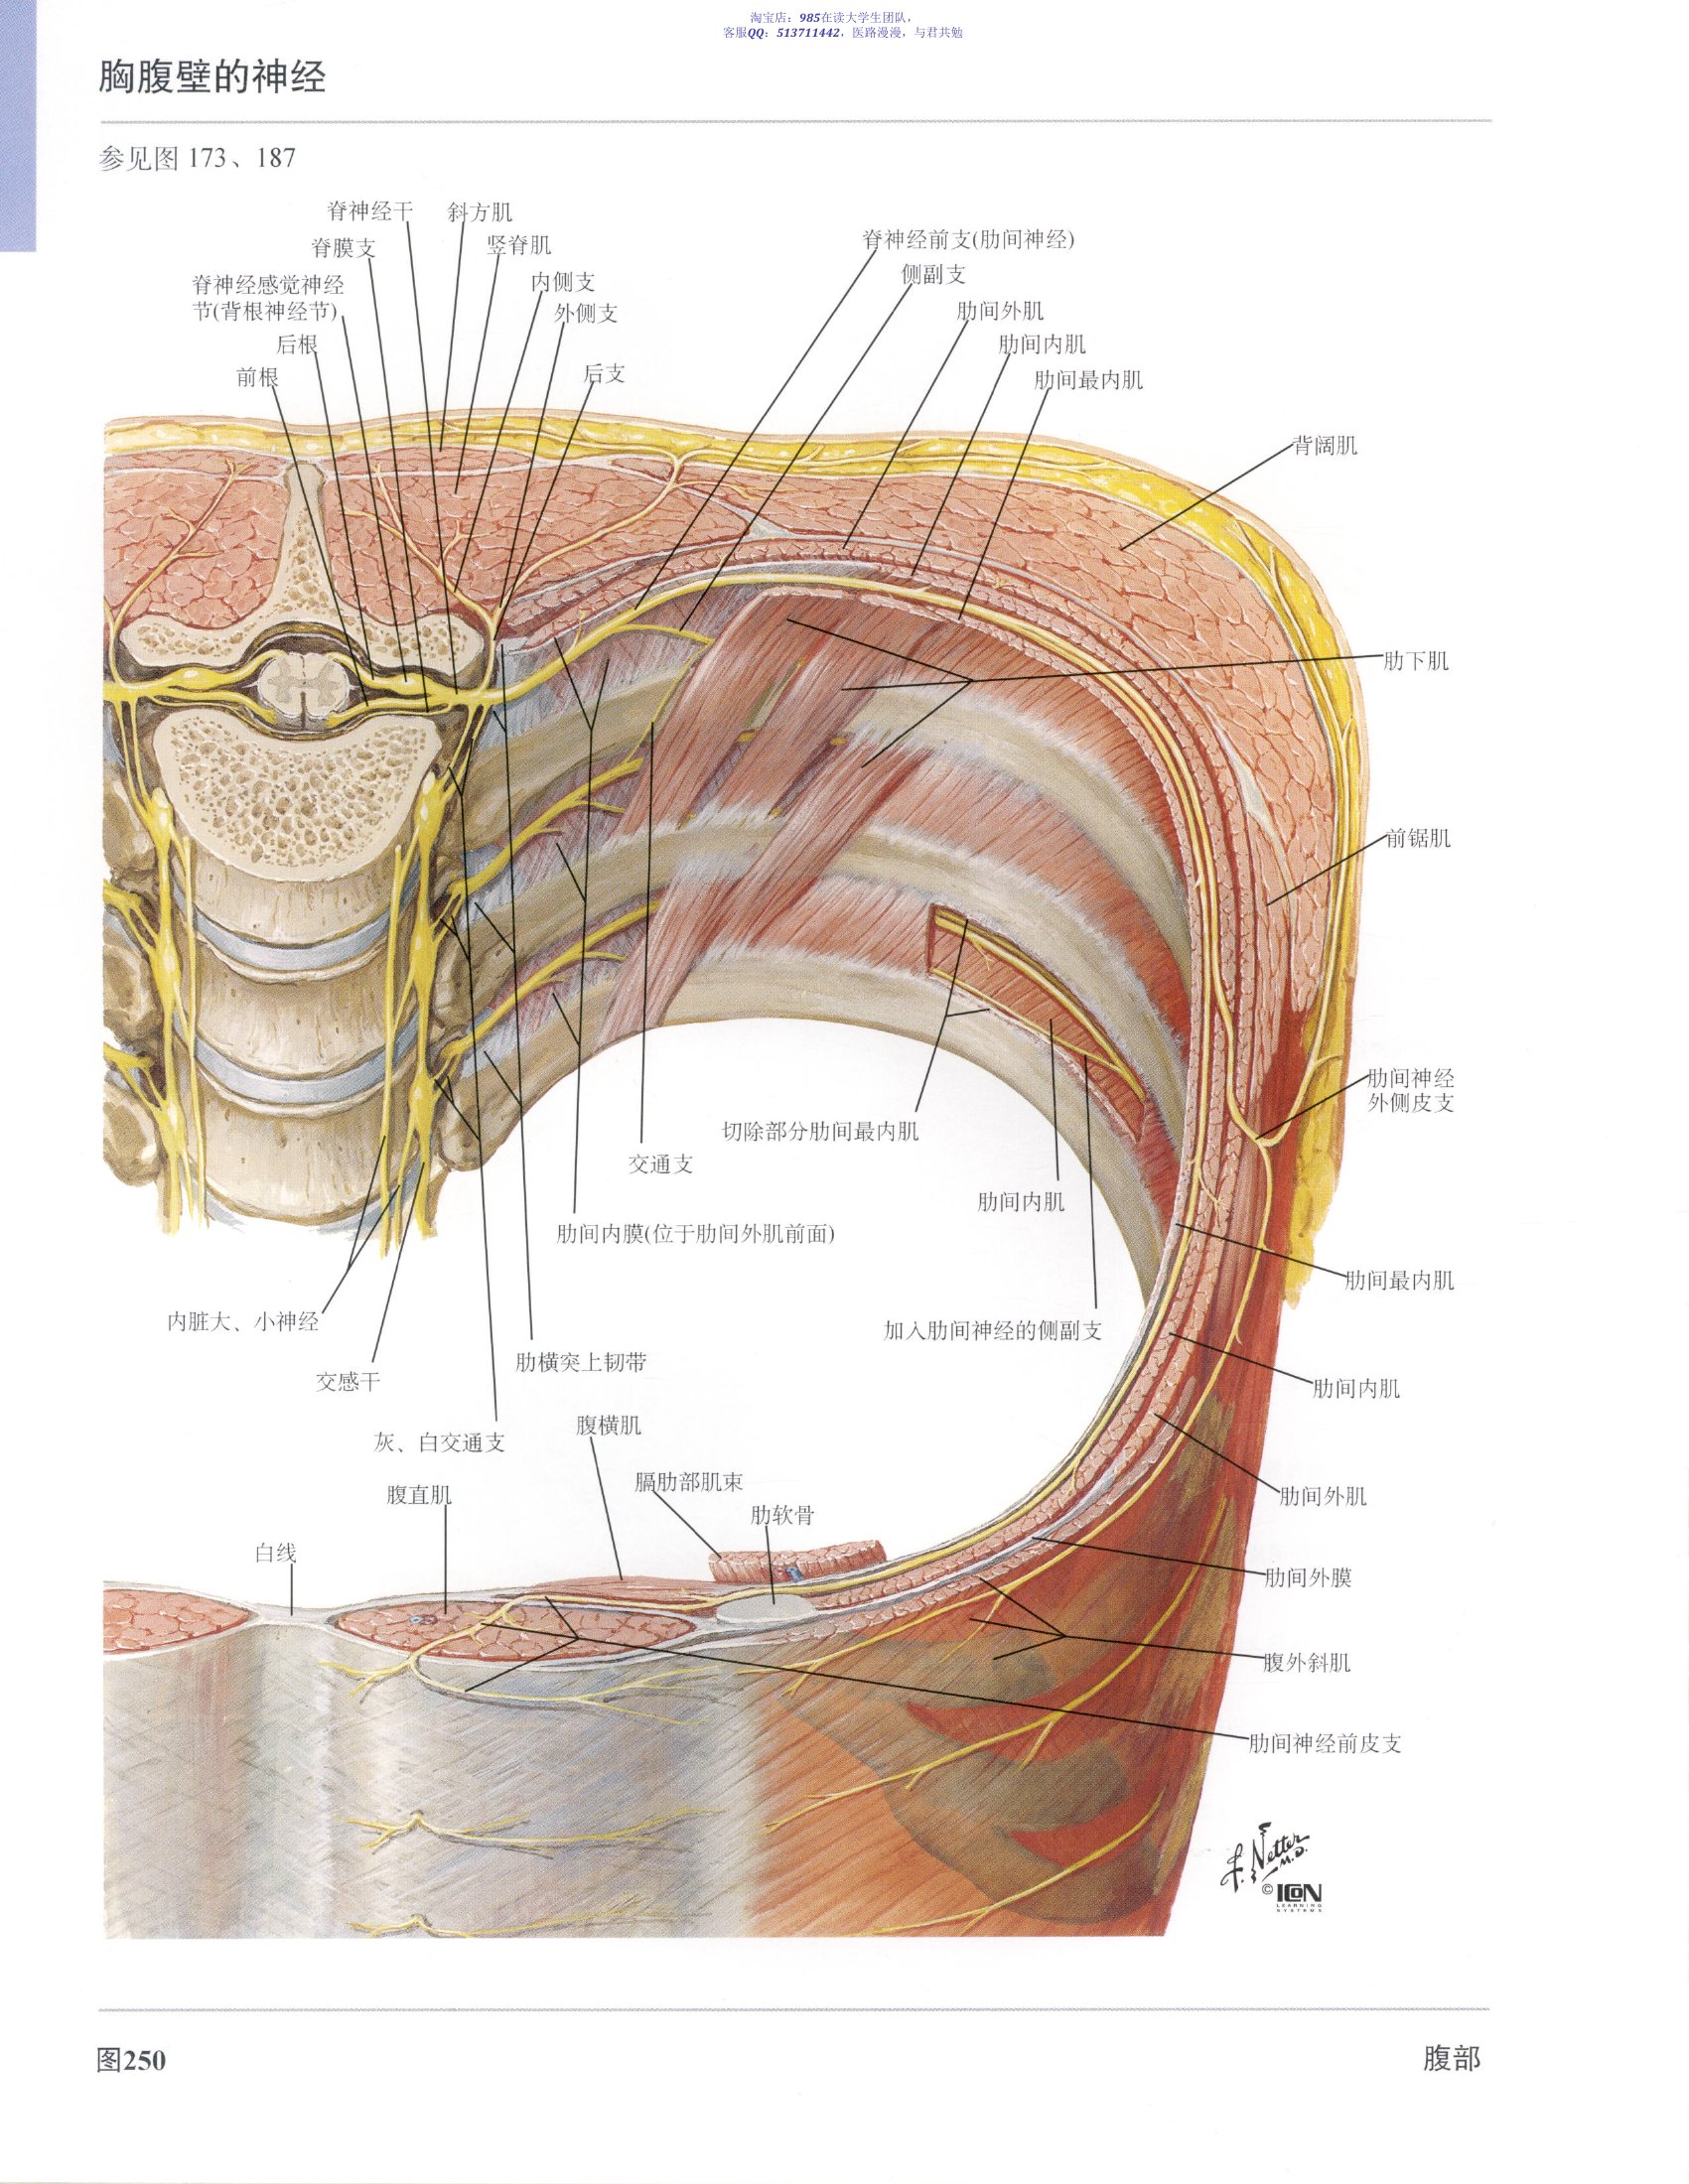 淘宝店：985在读大学生团队，
客服QQ：513711442，医路漫漫，与君共勉
胸腹壁的神经
参见图 173、187
脊神经干
斜方肌
脊膜支
竖脊肌
脊神经感觉神经
节(背根神经节)
内侧支
外侧支
后根
前根
后支
脊神经前支(肋间神经)
侧副支
肋间外肌
肋间内肌
肋间最内肌
背阔肌
肋下肌
前锯肌
肋间神经
外侧皮支
切除部分肋间最内肌
交通支
肋间内肌
肋间内膜(位于肋间外肌前面)
肋间最内肌
内脏大、小神经
加入肋间神经的侧副支
肋横突上韧带
交感干
肋间内肌
灰、白交通支
腹横肌
膈肋部肌束
腹直肌
肋软骨
肋间外肌
白线
肋间外膜
腹外斜肌
肋间神经前皮支
F. Netter
M.D.
© ICON
LEARNING
SYSTEMS
图250
腹部